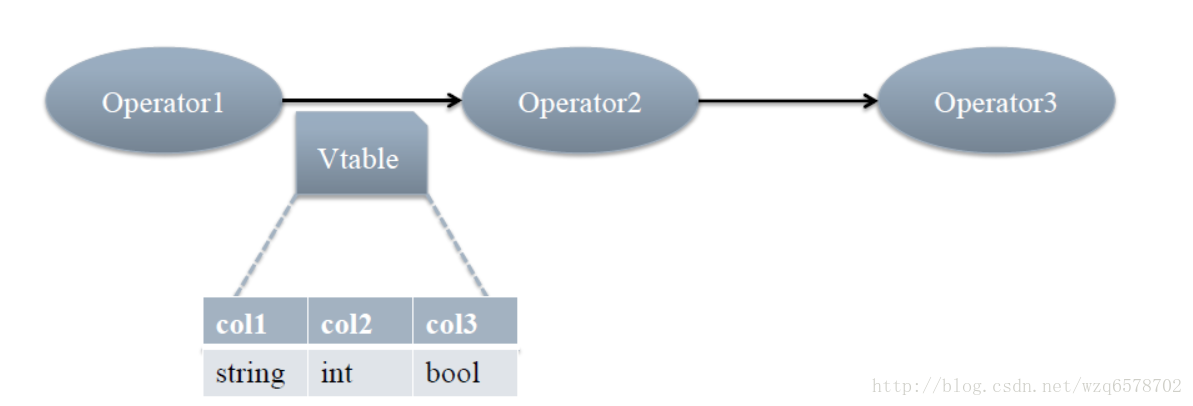 Operator1
Operator2
Operator3
Vtable
col1 col2 col3
string int bool
http://blog.csdn.net/wzq6578702